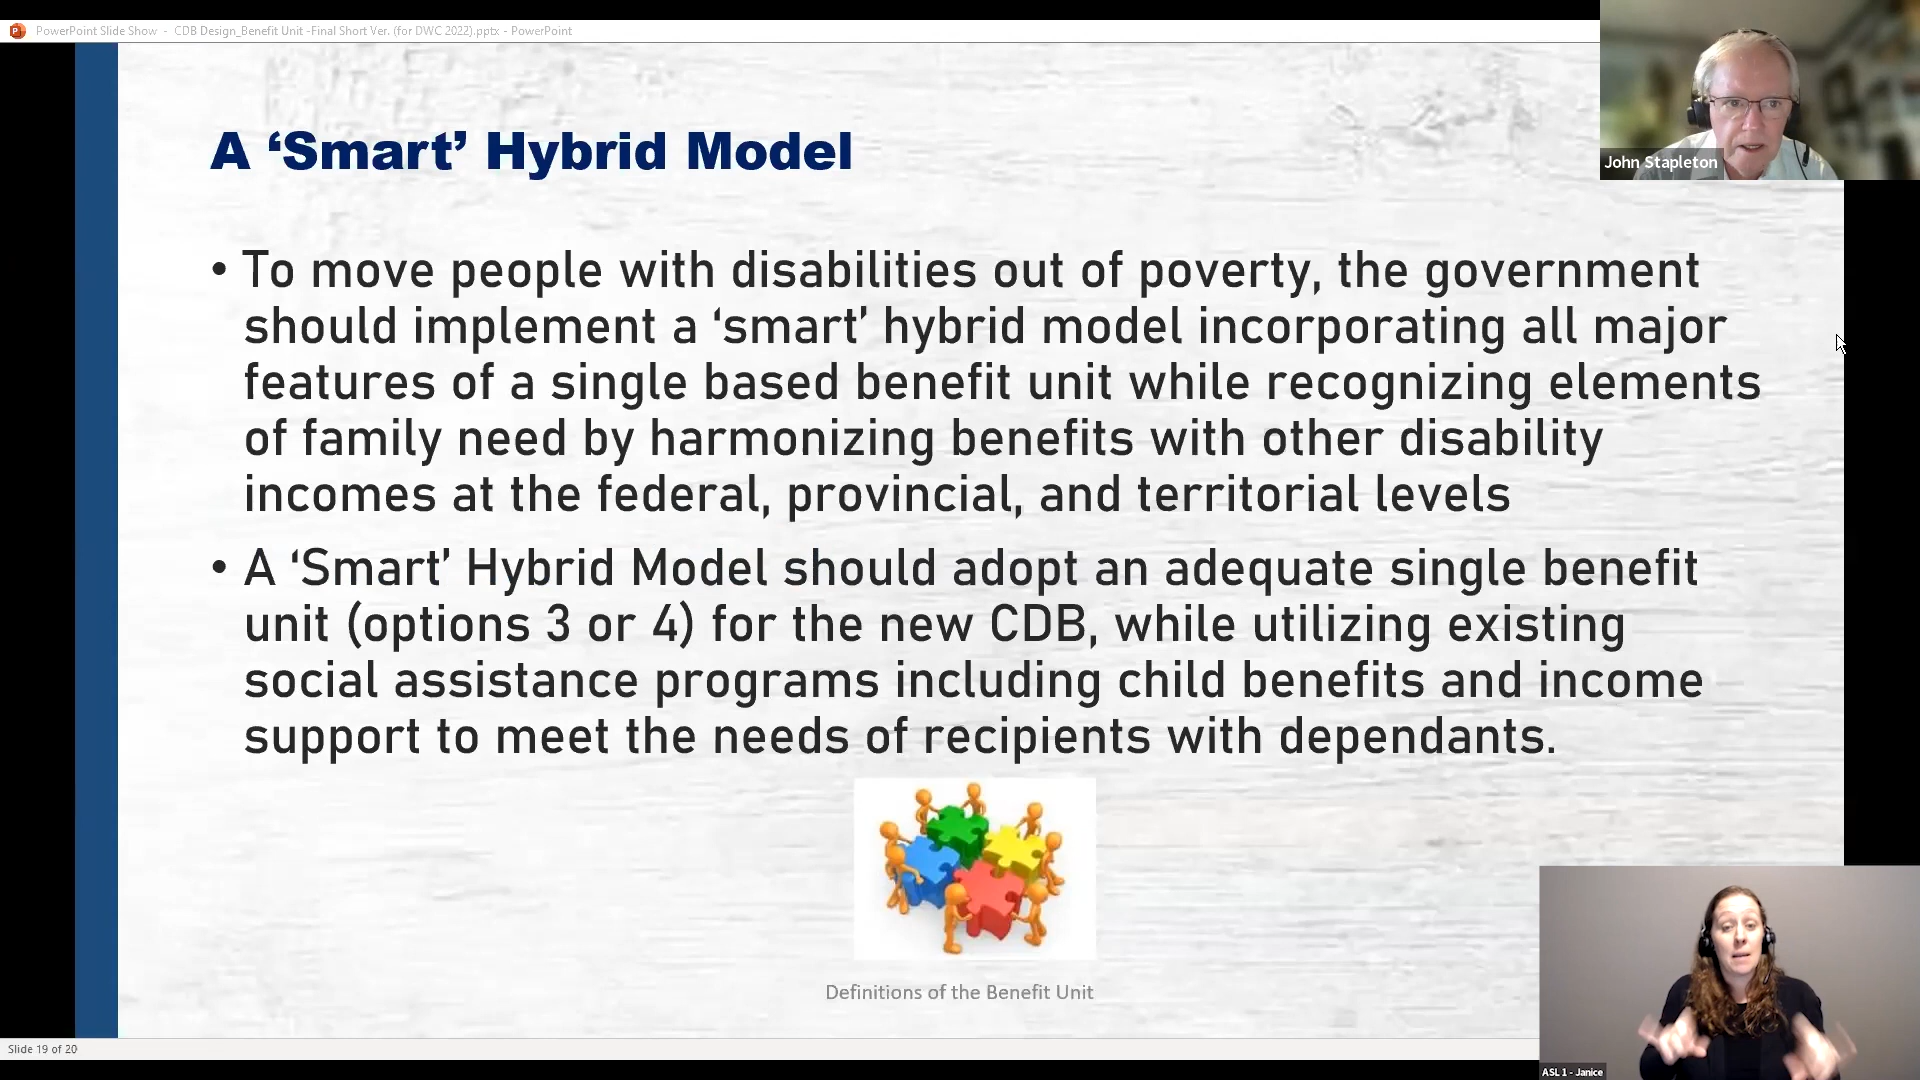 PowerPoint Slide Show - CDB Design_Benefit Unit -Final Short Ver. (for DWC 2022).pptx - PowerPoint
John Stapleton
A ‘Smart’ Hybrid Model
• To move people with disabilities out of poverty, the government
should implement a ‘smart’ hybrid model incorporating all major
features of a single based benefit unit while recognizing elements
of family need by harmonizing benefits with other disability
incomes at the federal, provincial, and territorial levels
• A ‘Smart’ Hybrid Model should adopt an adequate single benefit
unit (options 3 or 4) for the new CDB, while utilizing existing
social assistance programs including child benefits and income
support to meet the needs of recipients with dependants.
Definitions of the Benefit Unit
Slide 19 of 20
ASL 1 - Janice